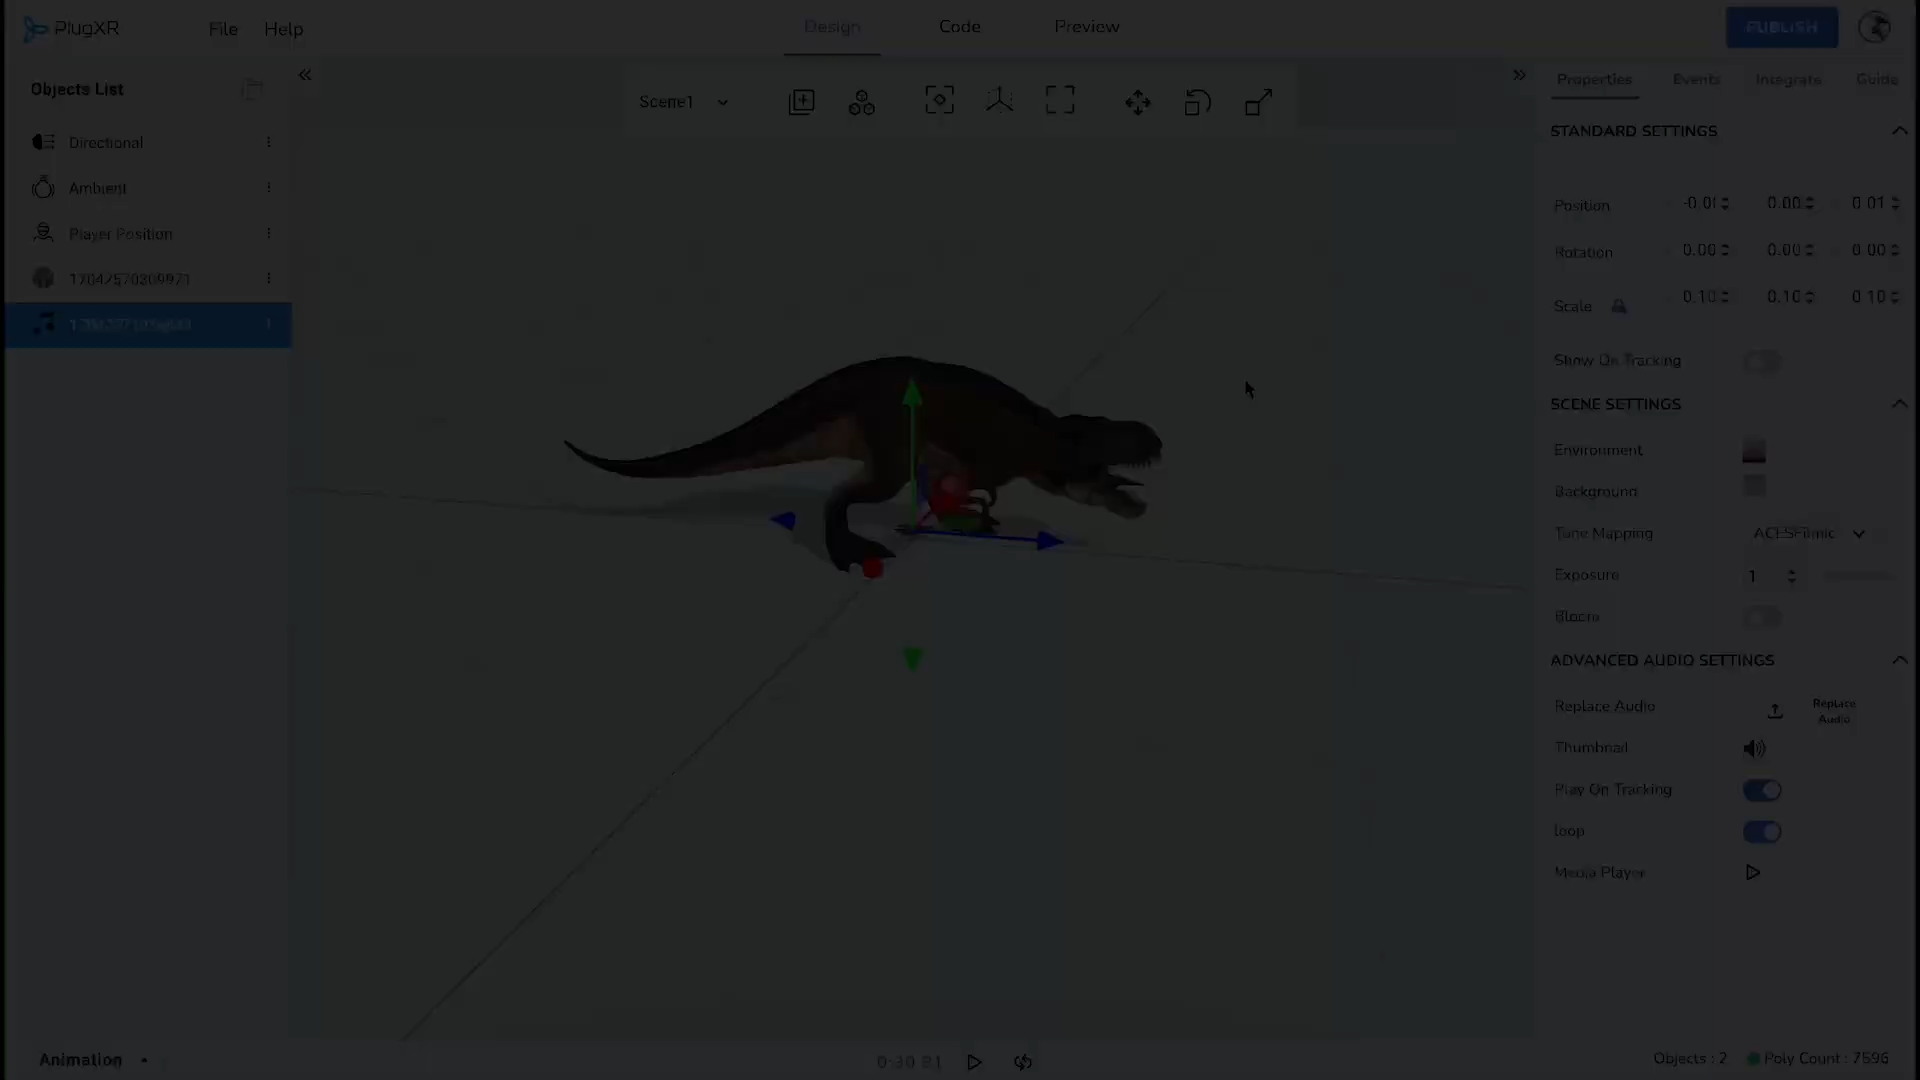 PlugXR
File
Help
Design
Code
Preview
PUBLISH
Objects List
Directional
Ambient
Player Position
Scene1
Properties
Events
Integrate
Guide
STANDARD SETTINGS
Position
0.00
0.01
Rotation
0.00
0.00
0.00
Scale
0.10
0.10
0.10
Show On Tracking
SCENE SETTINGS
Environment
Background
Tone Mapping
ACESFilmic
Exposure
1
Bloom
ADVANCED AUDIO SETTINGS
Replace Audio
Replace
Audio
Thumbnail
Play On Tracking
loop
Media Player
Animation
Objects : 2
Poly Count : 7596